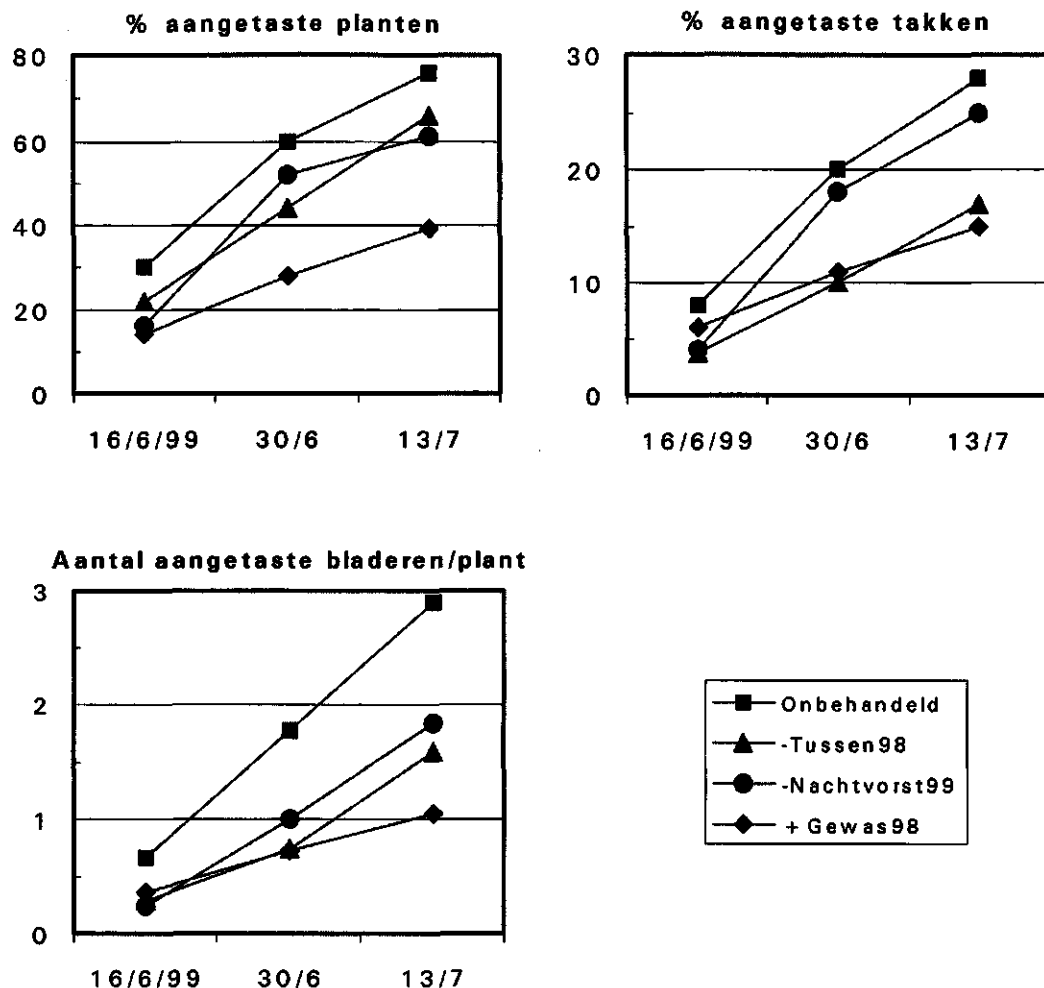 % aangetaste planten
80
60
40
20
0
16/6/99 30/6 13/7
% aangetaste takken
30
20
10
0
16/6/99 30/6 13/7
Aantal aangetaste bladeren/plant
3
2
1
0
16/6/99 30/6 13/7
Onbehandeld
-Tussen98
-Nachtvorst99
+Gewas98